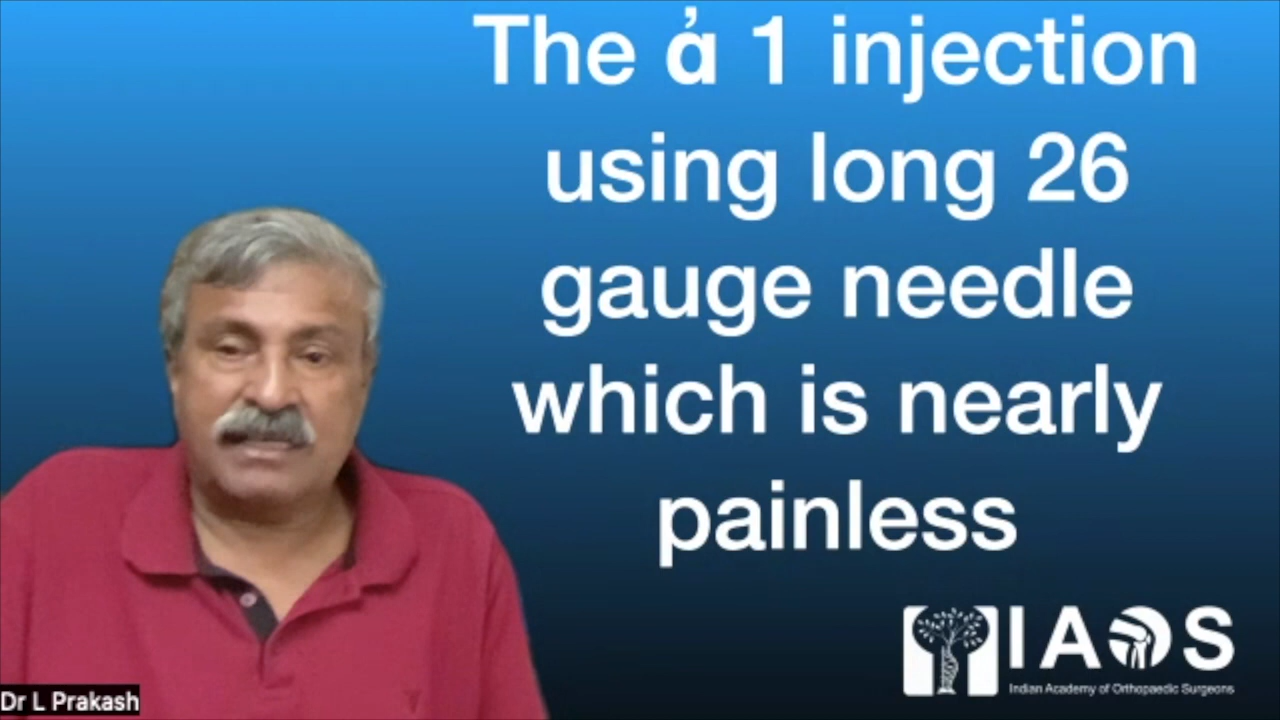 The ἀ 1 injection
using long 26
gauge needle
which is nearly
painless
IAOS
Indian Academy of Orthopaedic Surgeons
Dr L Prakash